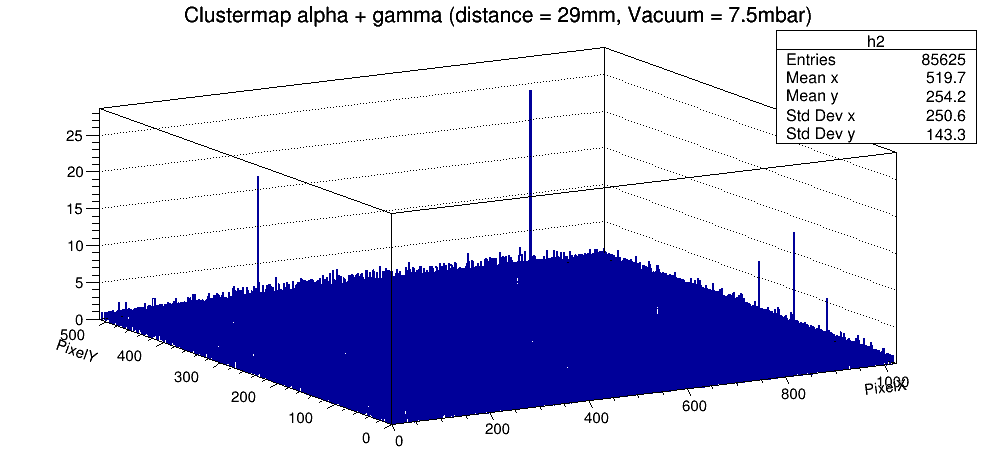 Clustermap alpha + gamma (distance = 29mm, Vacuum = 7.5mbar)
h2
Entries 85625
Mean x 519.7
Mean y 254.2
Std Dev x 250.6
Std Dev y 143.3
25
20
15
10
5
0
500
PixelY
400
300
200
100
0
0
200
400
600
800
1000
PixelX